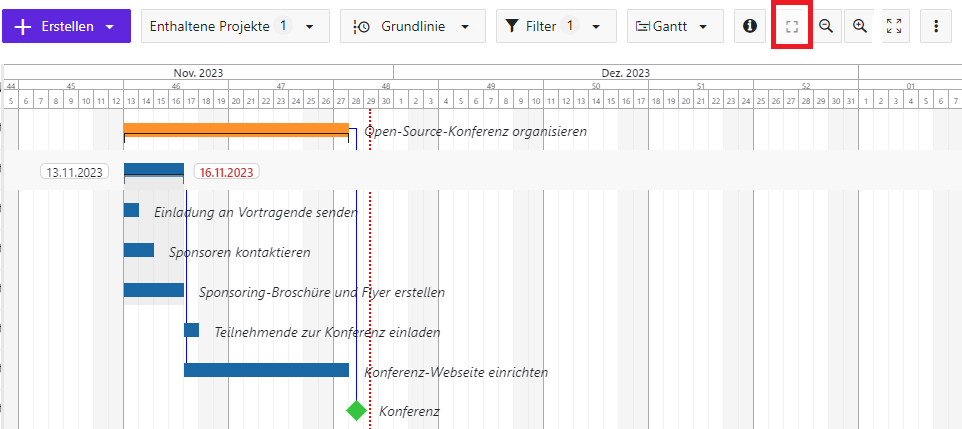 Erstellen Enthaltene Projekte 1 Grundlinie Filter 1 Gantt
Nov. 2023 Dez. 2023
44 45 46 47 48 49 50 51 52 01
5 6 7 8 9 10 11 12 13 14 15 16 17 18 19 20 21 22 23 24 25 26 27 28 29 30 1 2 3 4 5 6 7 8 9 10 11 12 13 14 15 16 17 18 19 20 21 22 23 24 25 26 27 28 29 30 31 1 2 3 4 5 6 7
Open-Source-Konferenz organisieren
13.11.2023 16.11.2023
Einladung an Vortragende senden
Sponsoren kontaktieren
Sponsoring-Broschüre und Flyer erstellen
Teilnehmende zur Konferenz einladen
Konferenz-Webseite einrichten
Konferenz